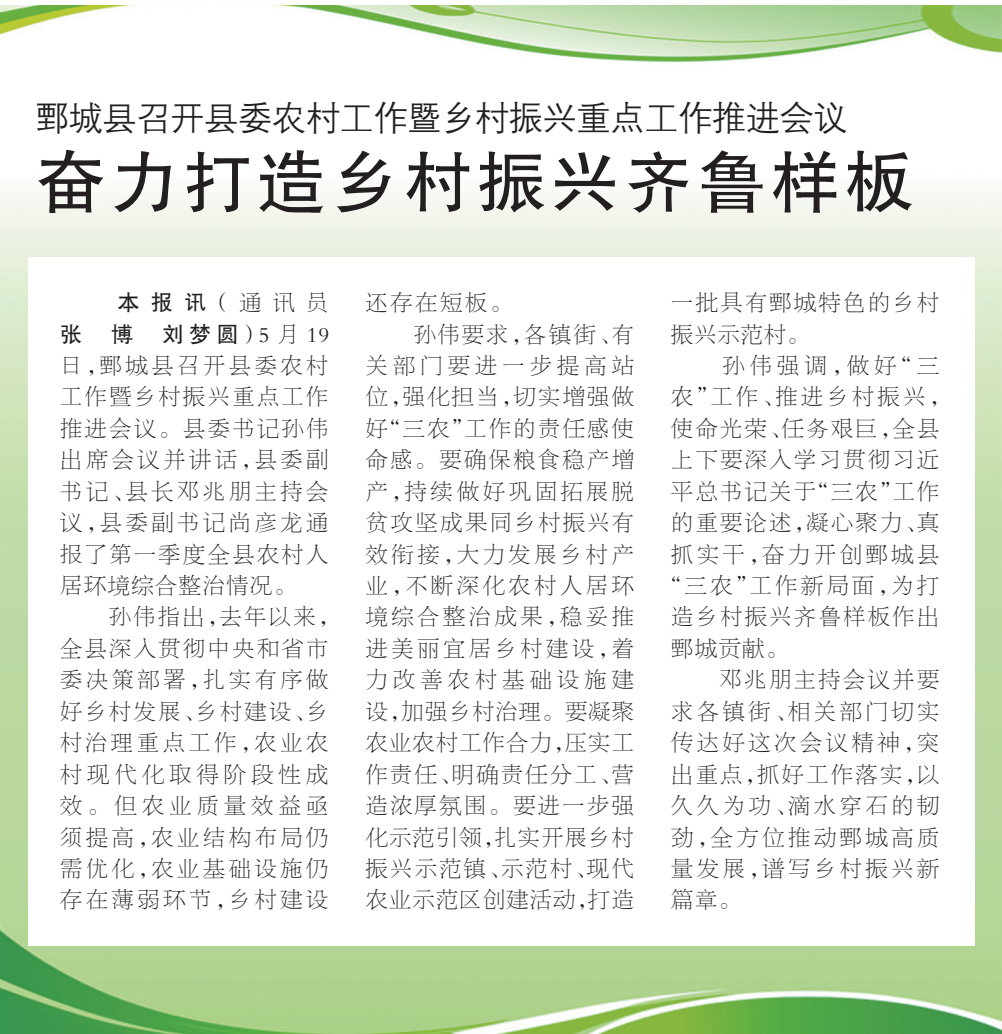 鄄城县召开县委农村工作暨乡村振兴重点工作推进会议
奋力打造乡村振兴齐鲁样板
本报讯(通讯员
张 博 刘梦圆)5月19
日,鄄城县召开县委农村
工作暨乡村振兴重点工作
推进会议。县委书记孙伟
出席会议并讲话,县委副
书记、县长邓兆朋主持会
议,县委副书记尚彦龙通
报了第一季度全县农村人
居环境综合整治情况。
孙伟指出,去年以来,
全县深入贯彻中央和省市
委决策部署,扎实有序做
好乡村发展、乡村建设、乡
村治理重点工作,农业农
村现代化取得阶段性成
效。但农业质量效益亟
须提高,农业结构布局仍
需优化,农业基础设施仍
存在薄弱环节,乡村建设
还存在短板。
孙伟要求,各镇街、有
关部门要进一步提高站
位,强化担当,切实增强做
好“三农”工作的责任感使
命感。要确保粮食稳产增
产,持续做好巩固拓展脱
贫攻坚成果同乡村振兴有
效衔接,大力发展乡村产
业,不断深化农村人居环
境综合整治成果,稳妥推
进美丽宜居乡村建设,着
力改善农村基础设施建
设,加强乡村治理。要凝聚
农业农村工作合力,压实工
作责任、明确责任分工、营
造浓厚氛围。要进一步强
化示范引领,扎实开展乡村
振兴示范镇、示范村、现代
农业示范区创建活动,打造
一批具有鄄城特色的乡村
振兴示范村。
孙伟强调,做好“三
农”工作、推进乡村振兴,
使命光荣、任务艰巨,全县
上下要深入学习贯彻习近
平总书记关于“三农”工作
的重要论述,凝心聚力、真
抓实干,奋力开创鄄城县
“三农”工作新局面,为打
造乡村振兴齐鲁样板作出
鄄城贡献。
邓兆朋主持会议并要
求各镇街、相关部门切实
传达好这次会议精神,突
出重点,抓好工作落实,以
久久为功、滴水穿石的韧
劲,全方位推动鄄城高质
量发展,谱写乡村振兴新
篇章。